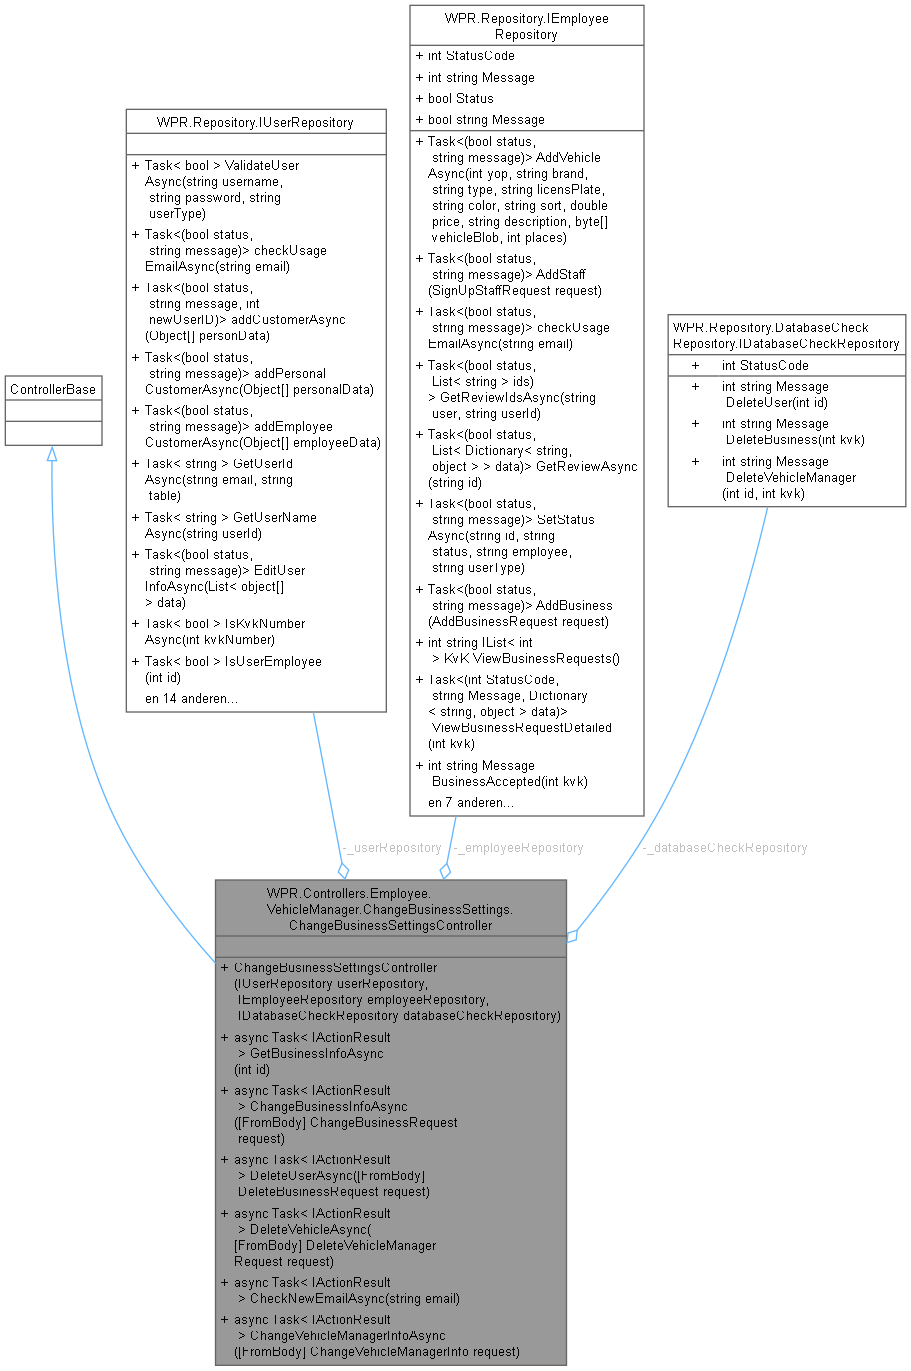 WPR.Repository.IEmployee
Repository
+ int StatusCode
+ int string Message
+ bool Status
+ bool string Message
+ Task<(bool status,
string message)> AddVehicle
Async(int yop, string brand,
string type, string licensPlate,
string color, string sort, double
price, string description, byte[]
vehicleBlob, int places)
+ Task<(bool status,
string message)> AddStaff
(SignUpStaffRequest request)
+ Task<(bool status,
string message)> checkUsage
EmailAsync(string email)
+ Task<(bool status,
List< string > ids)
> GetReviewIdsAsync(string
user, string userId)
+ Task<(bool status,
List< Dictionary< string,
object > > data)> GetReviewAsync
(string id)
+ Task<(bool status,
string message)> SetStatus
Async(string id, string
status, string employee,
string userType)
+ Task<(bool status,
string message)> AddBusiness
(AddBusinessRequest request)
+ int string IList< int
> KvK ViewBusinessRequests()
+ Task<(int StatusCode,
string Message, Dictionary
< string, object > data)>
ViewBusinessRequestDetailed
(int kvk)
+ int string Message
BusinessAccepted(int kvk)
en 7 anderen...
WPR.Repository.IUserRepository
+ Task< bool > ValidateUser
Async(string username,
string password, string
userType)
+ Task<(bool status,
string message)> checkUsage
EmailAsync(string email)
+ Task<(bool status,
string message, int
newUserID)> addCustomerAsync
(Object[] personData)
+ Task<(bool status,
string message)> addPersonal
CustomerAsync(Object[] personalData)
+ Task<(bool status,
string message)> addEmployee
CustomerAsync(Object[] employeeData)
+ Task< string > GetUserId
Async(string email, string
table)
+ Task< string > GetUserName
Async(string userId)
+ Task<(bool status,
string message)> EditUser
InfoAsync(List< object[]
> data)
+ Task< bool > IsKvkNumber
Async(int kvkNumber)
+ Task< bool > IsUserEmployee
(int id)
en 14 anderen...
WPR.Repository.DatabaseCheck
Repository.IDatabaseCheckRepository
+ int StatusCode
+ int string Message
DeleteUser(int id)
+ int string Message
DeleteBusiness(int kvk)
+ int string Message
DeleteVehicleManager
(int id, int kvk)
ControllerBase
-_userRepository
-_employeeRepository
-_databaseCheckRepository
WPR.Controllers.Employee.
VehicleManager.ChangeBusinessSettings.
ChangeBusinessSettingsController
+ ChangeBusinessSettingsController
(IUserRepository userRepository,
IEmployeeRepository employeeRepository,
IDatabaseCheckRepository databaseCheckRepository)
+ async Task< IActionResult
> GetBusinessInfoAsync
(int id)
+ async Task< IActionResult
> ChangeBusinessInfoAsync
([FromBody] ChangeBusinessRequest
request)
+ async Task< IActionResult
> DeleteUserAsync([FromBody]
DeleteBusinessRequest request)
+ async Task< IActionResult
> DeleteVehicleAsync(
[FromBody] DeleteVehicleManager
Request request)
+ async Task< IActionResult
> CheckNewEmailAsync(string email)
+ async Task< IActionResult
> ChangeVehicleManagerInfoAsync
([FromBody] ChangeVehicleManagerInfo request)